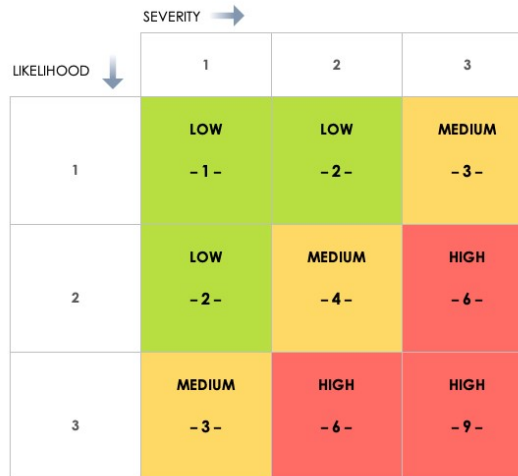 SEVERITY
LIKELIHOOD
1 2 3
LOW LOW MEDIUM
1
– 1 – – 2 – – 3 –
LOW MEDIUM HIGH
2
– 2 – – 4 – – 6 –
MEDIUM HIGH HIGH
3
– 3 – – 6 – – 9 –